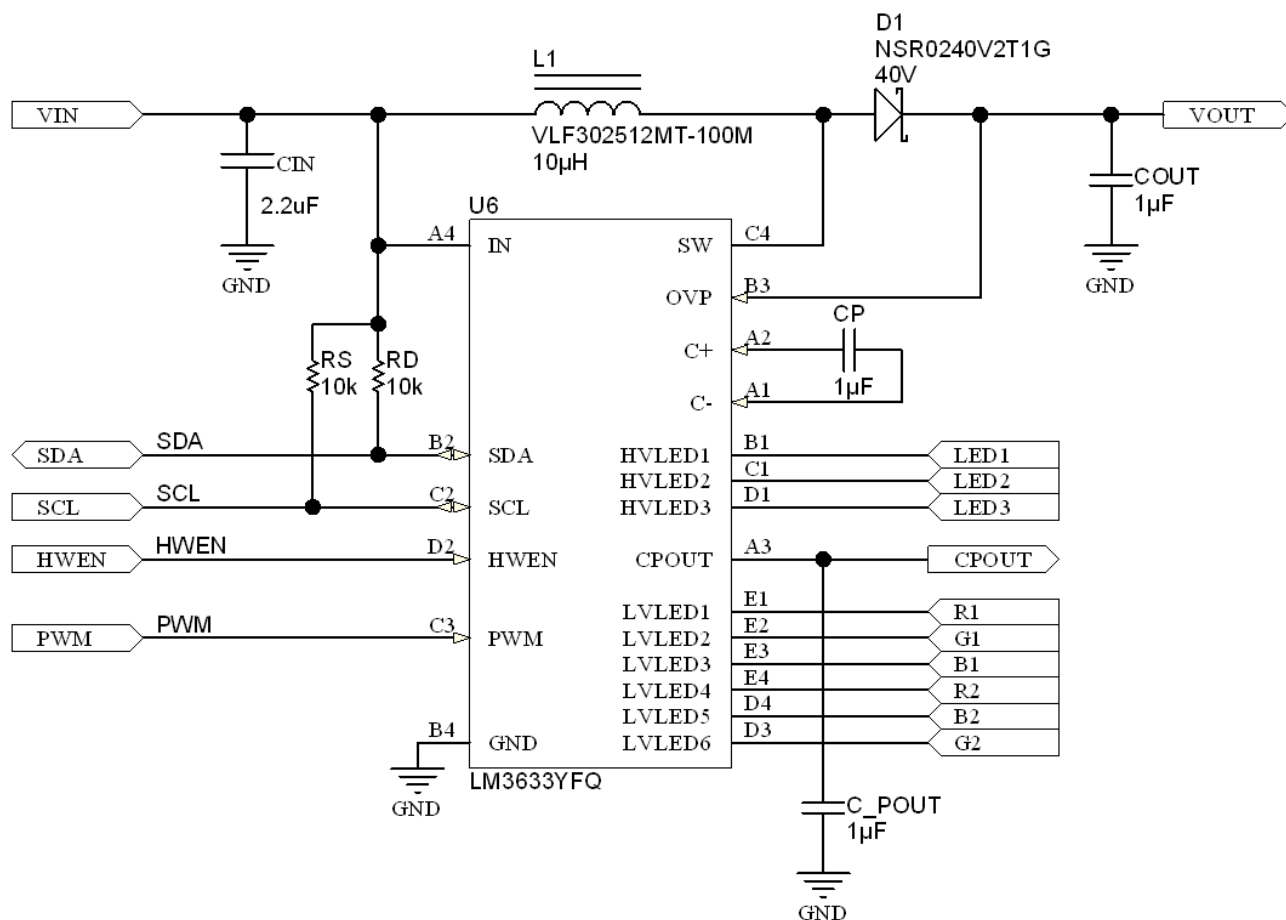 D1
NSR0240V2T1G
40V
L1
VIN
VOUT
VLF302512MT-100M
10µH
CIN
2.2uF
COUT
1µF
GND
GND
U6
A4
IN
SW
C4
OVP
B3
CP
1µF
C+
A2
C-
A1
RS
10k
RD
10k
SDA
SDA
B2
SDA
HVLED1
B1
LED1
HVLED2
C1
LED2
SCL
SCL
C2
SCL
HVLED3
D1
LED3
HWEN
HWEN
D2
HWEN
CPOUT
A3
CPOUT
LVLED1
E1
R1
PWM
PWM
C3
PWM
LVLED2
E2
G1
LVLED3
E3
B1
LVLED4
E4
R2
LVLED5
D4
B2
B4
GND
LVLED6
D3
G2
GND
LM3633YFQ
C_POUT
1µF
GND